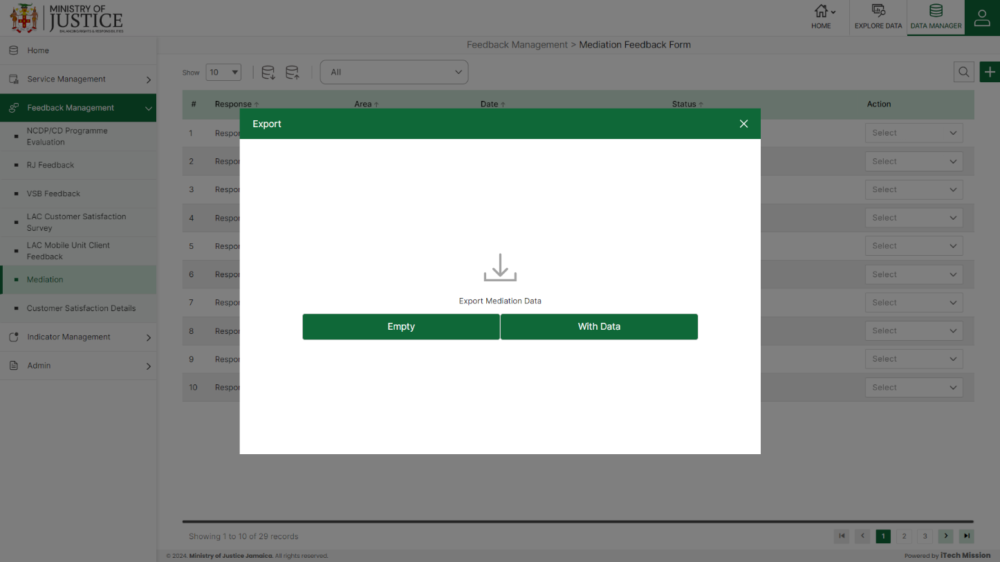 MINISTRY OF
JUSTICE
BALANCING RIGHTS & RESPONSIBILITIES
HOME
EXPLORE DATA
DATA MANAGER
Home
Service Management
Feedback Management
NCDP/CD Programme
Evaluation
RJ Feedback
VSB Feedback
LAC Customer Satisfaction
Survey
LAC Mobile Unit Client
Feedback
Mediation
Customer Satisfaction Details
Indicator Management
Admin
Feedback Management > Mediation Feedback Form
Show 10 All
# Response Area Date Status Action
Export
1 Respon Select
2 Respon Select
3 Respon Select
4 Respon Select
5 Respon Select
6 Respon Select
7 Respon Select
8 Respon Select
9 Respon Select
10 Respon Select
Export Mediation Data
Empty With Data
Showing 1 to 10 of 29 records
1 2 3
© 2024. Ministry of Justice Jamaica. All rights reserved.
Powered by iTech Mission